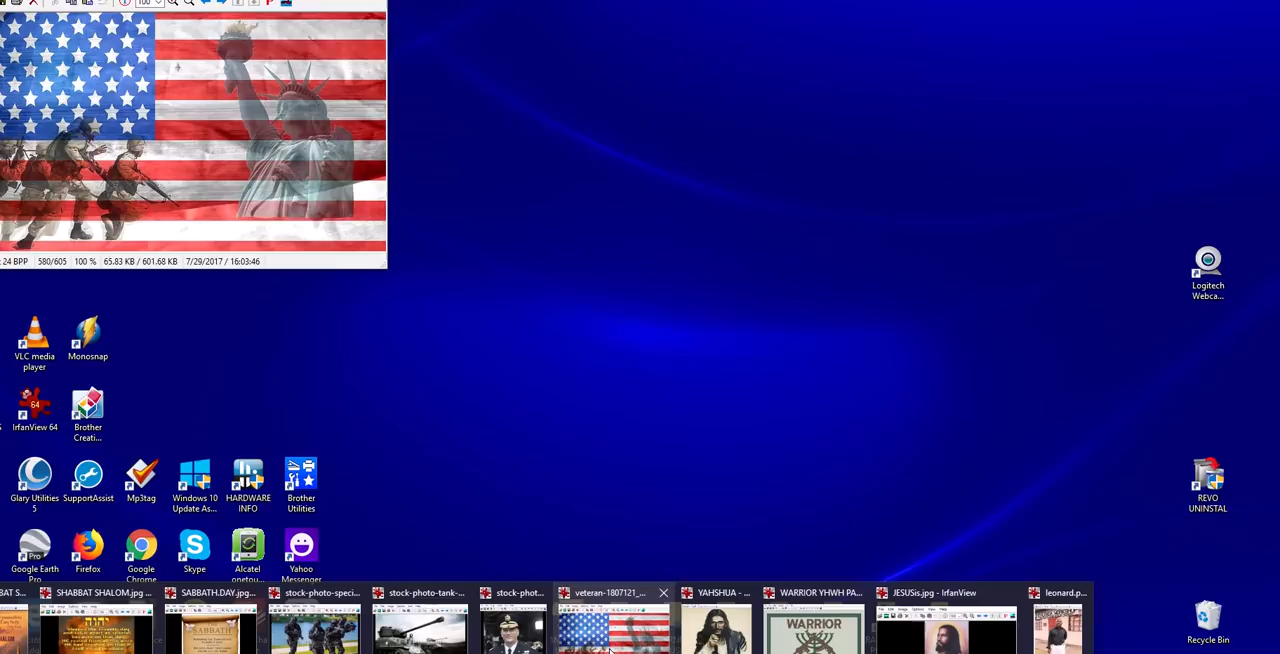 100
24 BPP 580/605 100 % 65.83 KB / 601.68 KB 7/29/2017 / 16:03:46
Logitech
Webca...
VLC media
player
Monosnap
64
IrfanView 64
Brother
Creati...
Glary Utilities
5
SupportAssist
Mp3tag
Windows 10
Update As...
HARDWARE
INFO
Brother
Utilities
REVO
UNINSTAL
Pro
Google Earth
Pro
Firefox
Google
Chrome
Skype
Alcatel
onetou...
Yahoo
Messenger
Recycle Bin
BAT S...
SHABBAT SHALOM.jpg ...
SABBATH.DAY.jpg...
stock-photo-speci...
stock-photo-tank-...
stock-phot...
veteran-1807121_...
YAHSHUA - ...
WARRIOR YHWH PA...
JESUSis.jpg - IrfanView
leonard.p...
SABBATH
WARRIOR